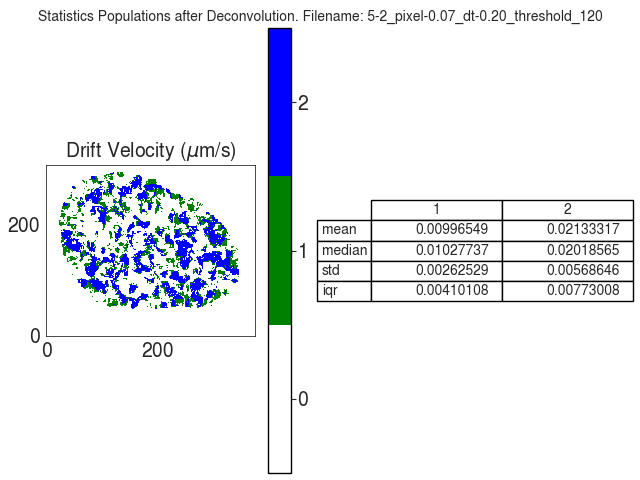 Statistics Populations after Deconvolution. Filename: 5-2_pixel-0.07_dt-0.20_threshold_120
Drift Velocity (μm/s)
200
0
0 200
2
1
0
1 2
mean 0.00996549 0.02133317
median 0.01027737 0.02018565
std 0.00262529 0.00568646
iqr 0.00410108 0.00773008